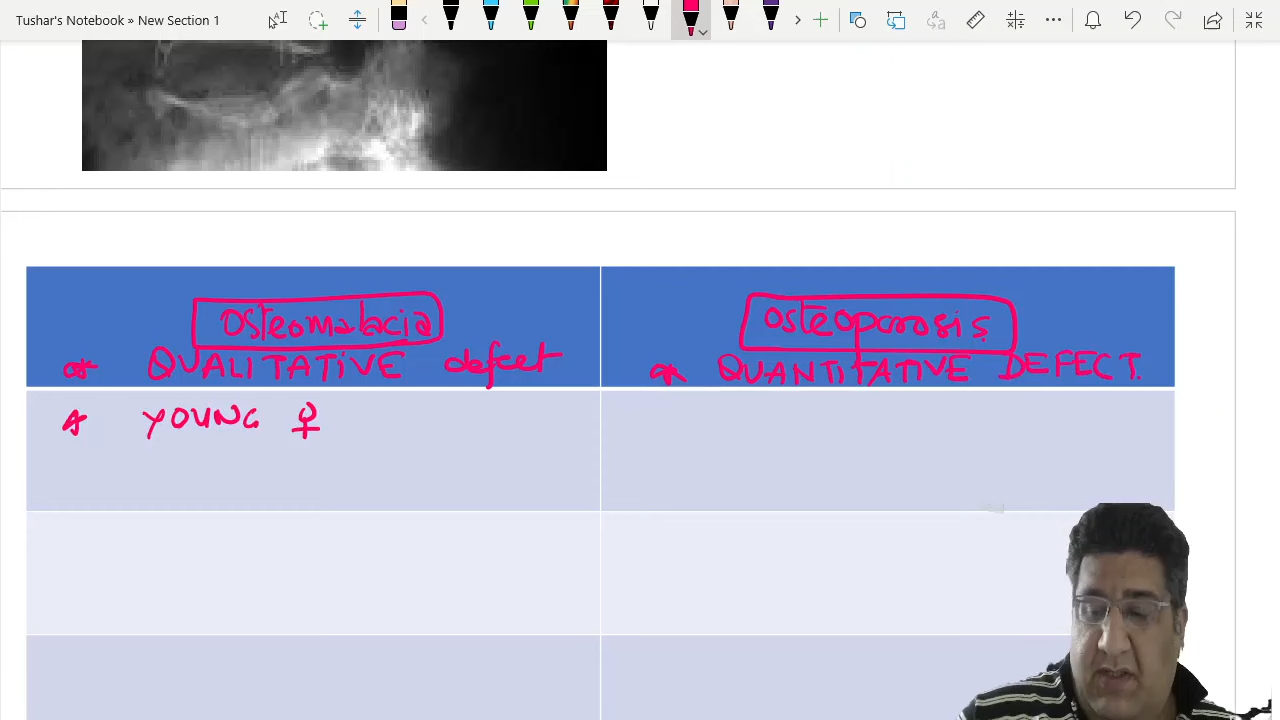 Tushar's Notebook » New Section 1
Osteomalacia
* QUALITATIVE defect
Osteoporosis
* QUANTITATIVE DEFECT.
* YOUNG ♀